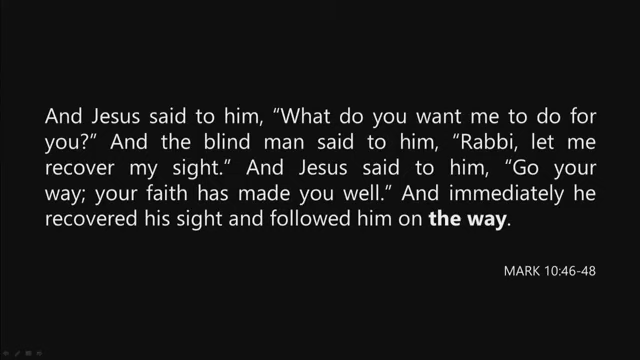 And Jesus said to him, “What do you want me to do for
you?” And the blind man said to him, “Rabbi, let me
recover my sight.” And Jesus said to him, “Go your
way; your faith has made you well.” And immediately he
recovered his sight and followed him on the way.
MARK 10:46-48